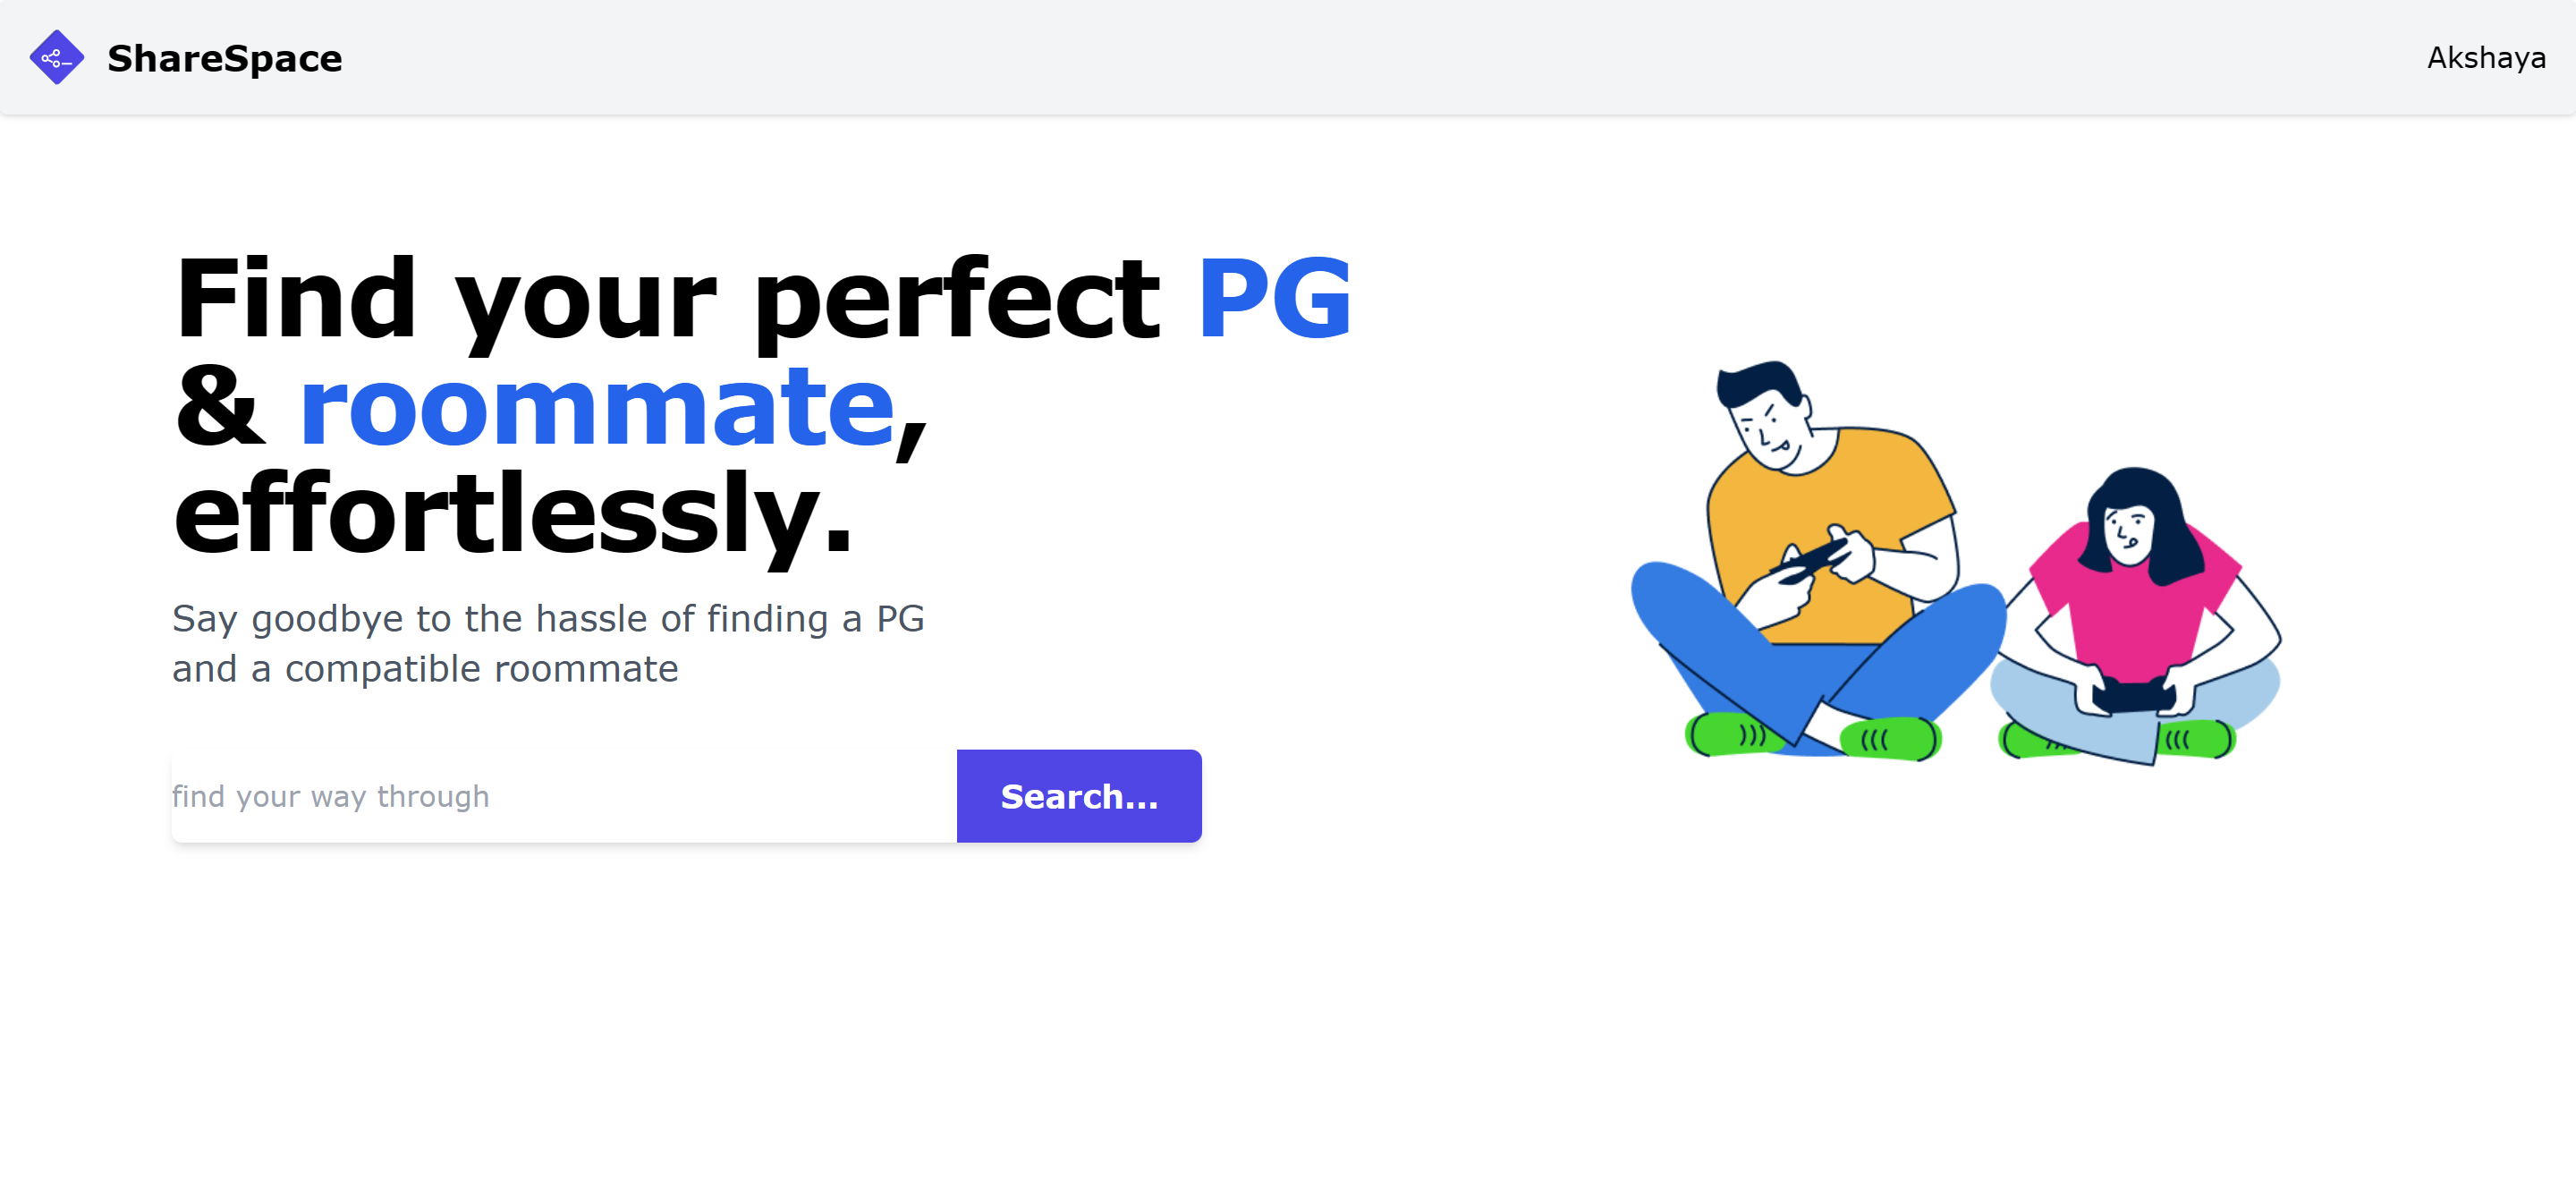 ShareSpace
Akshaya
Find your perfect PG
& roommate,
effortlessly.
Say goodbye to the hassle of finding a PG
and a compatible roommate
find your way through
Search...